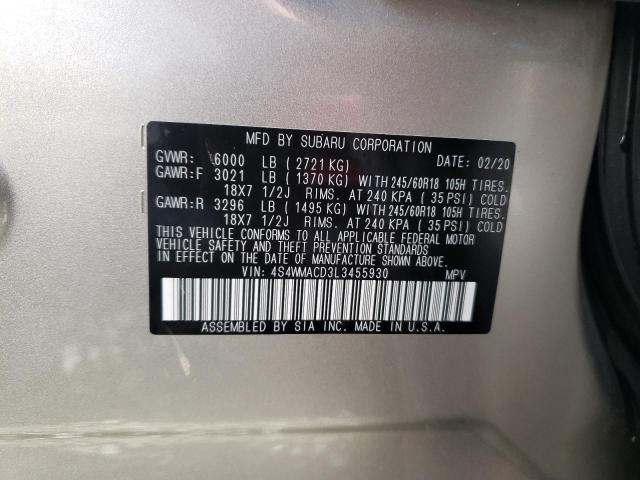 MFD BY SUBARU CORPORATION
GVWR: 6000 LB ( 2721 KG) DATE: 02/20
GAWR:F 3021 LB ( 1370 KG) WITH 245/60R18 105H TIRES.
18X7 1/2J RIMS. AT 240 KPA ( 35 PSI) COLD
GAWR:R 3296 LB ( 1495 KG) WITH 245/60R18 105H TIRES.
18X7 1/2J RIMS. AT 240 KPA ( 35 PSI) COLD
THIS VEHICLE CONFORMS TO ALL APPLICABLE FEDERAL MOTOR
VEHICLE SAFETY AND THEFT PREVENTION STANDARDS
IN EFFECT ON THE DATE OF MANUFACTURE SHOWN ABOVE.
VIN: 4S4WMACD3L3455930 MPV
ASSEMBLED BY SIA INC. MADE IN U.S.A.